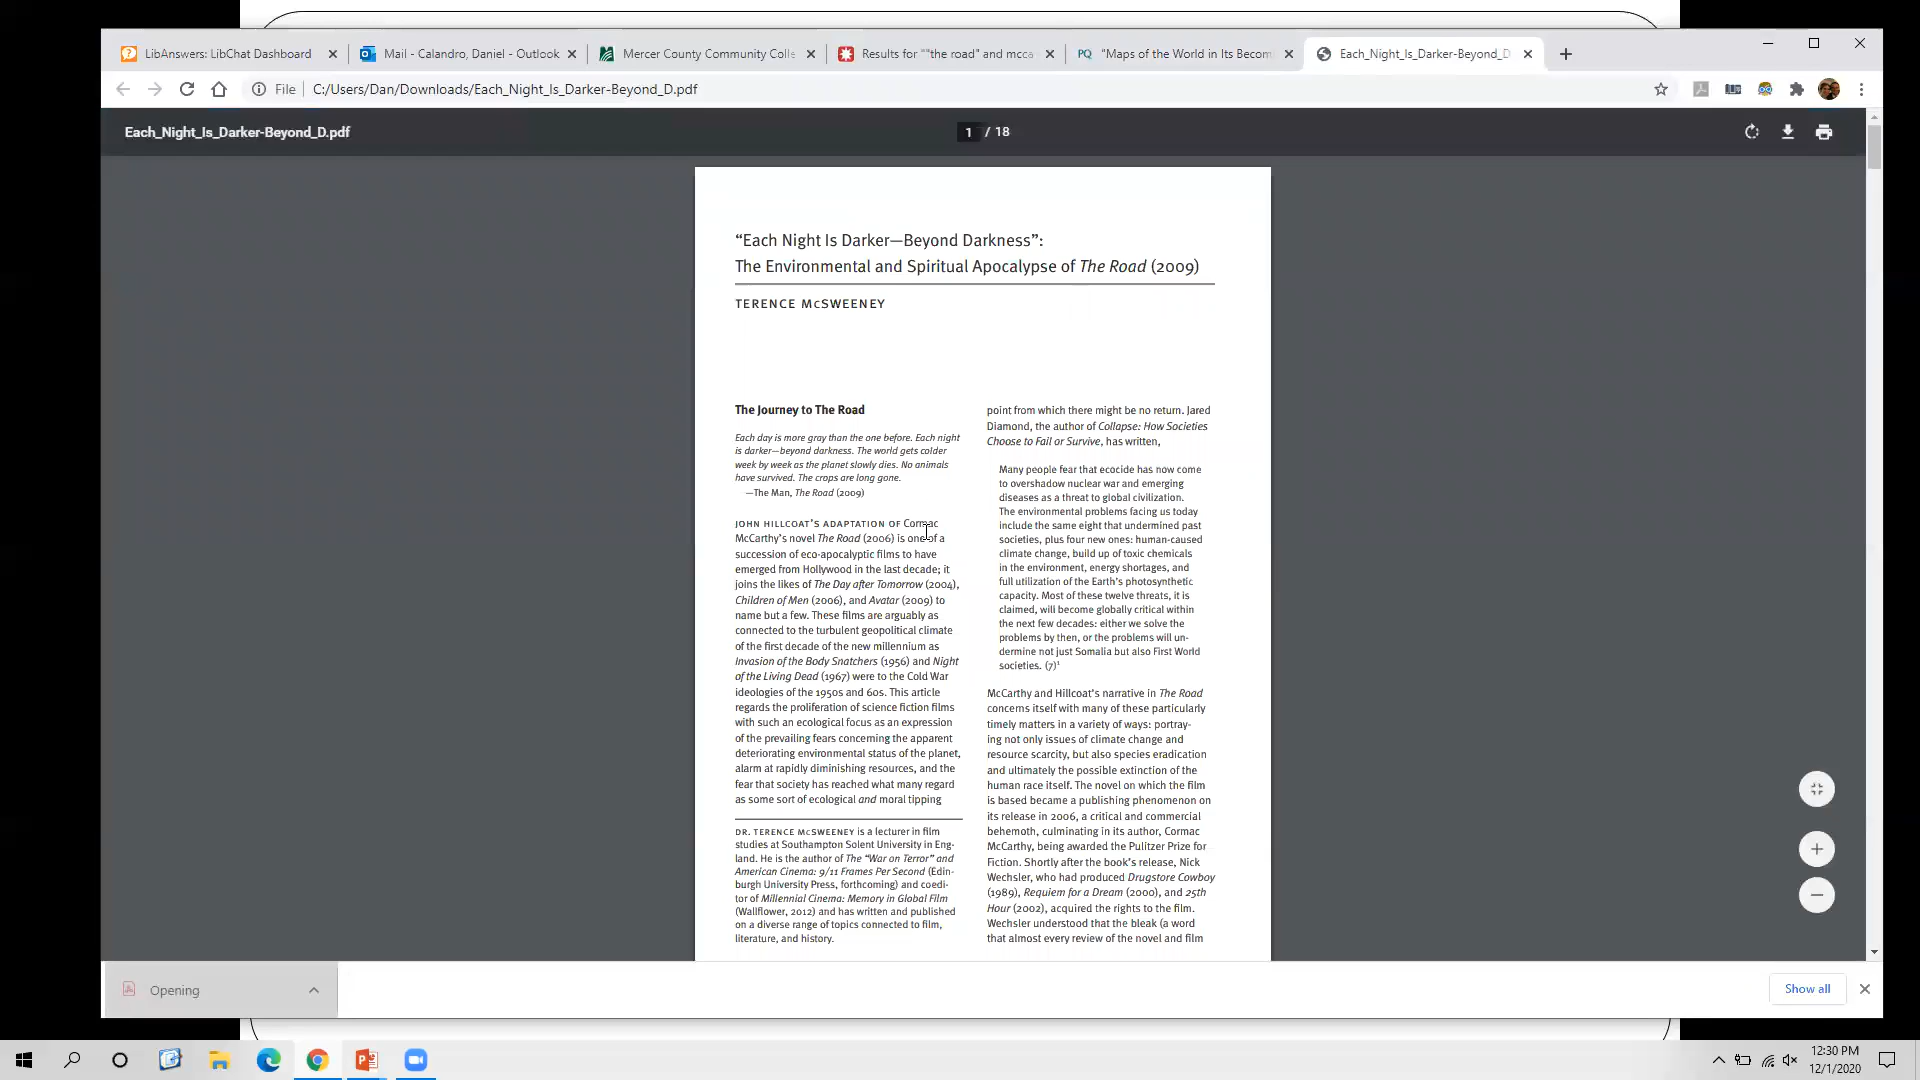 LibAnswers: LibChat Dashboard
Mail - Calandro, Daniel - Outlook
Mercer County Community Colle
Results for ""the road" and mcca
PQ "Maps of the World in Its Becom
Each_Night_Is_Darker-Beyond_D
File C:/Users/Dan/Downloads/Each_Night_Is_Darker-Beyond_D.pdf
Each_Night_Is_Darker-Beyond_D.pdf
1 / 18
“Each Night Is Darker—Beyond Darkness”:
The Environmental and Spiritual Apocalypse of The Road (2009)
TERENCE McSWEENEY
The Journey to The Road
Each day is more gray than the one before. Each night
is darker—beyond darkness. The world gets colder
week by week as the planet slowly dies. No animals
have survived. The crops are long gone.
—The Man, The Road (2009)
JOHN HILLCOAT’S ADAPTATION OF Cormac
McCarthy’s novel The Road (2006) is one of a
succession of eco-apocalyptic films to have
emerged from Hollywood in the last decade; it
joins the likes of The Day after Tomorrow (2004),
Children of Men (2006), and Avatar (2009) to
name but a few. These films are arguably as
connected to the turbulent geopolitical climate
of the first decade of the new millennium as
Invasion of the Body Snatchers (1956) and Night
of the Living Dead (1967) were to the Cold War
ideologies of the 1950s and 60s. This article
regards the proliferation of science fiction films
with such an ecological focus as an expression
of the prevailing fears concerning the apparent
deteriorating environmental status of the planet,
alarm at rapidly diminishing resources, and the
fear that society has reached what many regard
as some sort of ecological and moral tipping
DR. TERENCE McSWEENEY is a lecturer in film
studies at Southampton Solent University in Eng-
land. He is the author of The “War on Terror” and
American Cinema: 9/11 Frames Per Second (Edin-
burgh University Press, forthcoming) and coedi-
tor of Millennial Cinema: Memory in Global Film
(Wallflower, 2012) and has written and published
on a diverse range of topics connected to film,
literature, and history.
point from which there might be no return. Jared
Diamond, the author of Collapse: How Societies
Choose to Fail or Survive, has written,
Many people fear that ecocide has now come
to overshadow nuclear war and emerging
diseases as a threat to global civilization.
The environmental problems facing us today
include the same eight that undermined past
societies, plus four new ones: human-caused
climate change, build up of toxic chemicals
in the environment, energy shortages, and
full utilization of the Earth’s photosynthetic
capacity. Most of these twelve threats, it is
claimed, will become globally critical within
the next few decades: either we solve the
problems by then, or the problems will un-
dermine not just Somalia but also First World
societies. (7)¹
McCarthy and Hillcoat’s narrative in The Road
concerns itself with many of these particularly
timely matters in a variety of ways: portray-
ing not only issues of climate change and
resource scarcity, but also species eradication
and ultimately the possible extinction of the
human race itself. The novel on which the film
is based became a publishing phenomenon on
its release in 2006, a critical and commercial
behemoth, culminating in its author, Cormac
McCarthy, being awarded the Pulitzer Prize for
Fiction. Shortly after the book’s release, Nick
Wechsler, who had produced Drugstore Cowboy
(1989), Requiem for a Dream (2000), and 25th
Hour (2002), acquired the rights to the film.
Wechsler understood that the bleak (a word
that almost every review of the novel and film
Opening
Show all
12:30 PM
12/1/2020